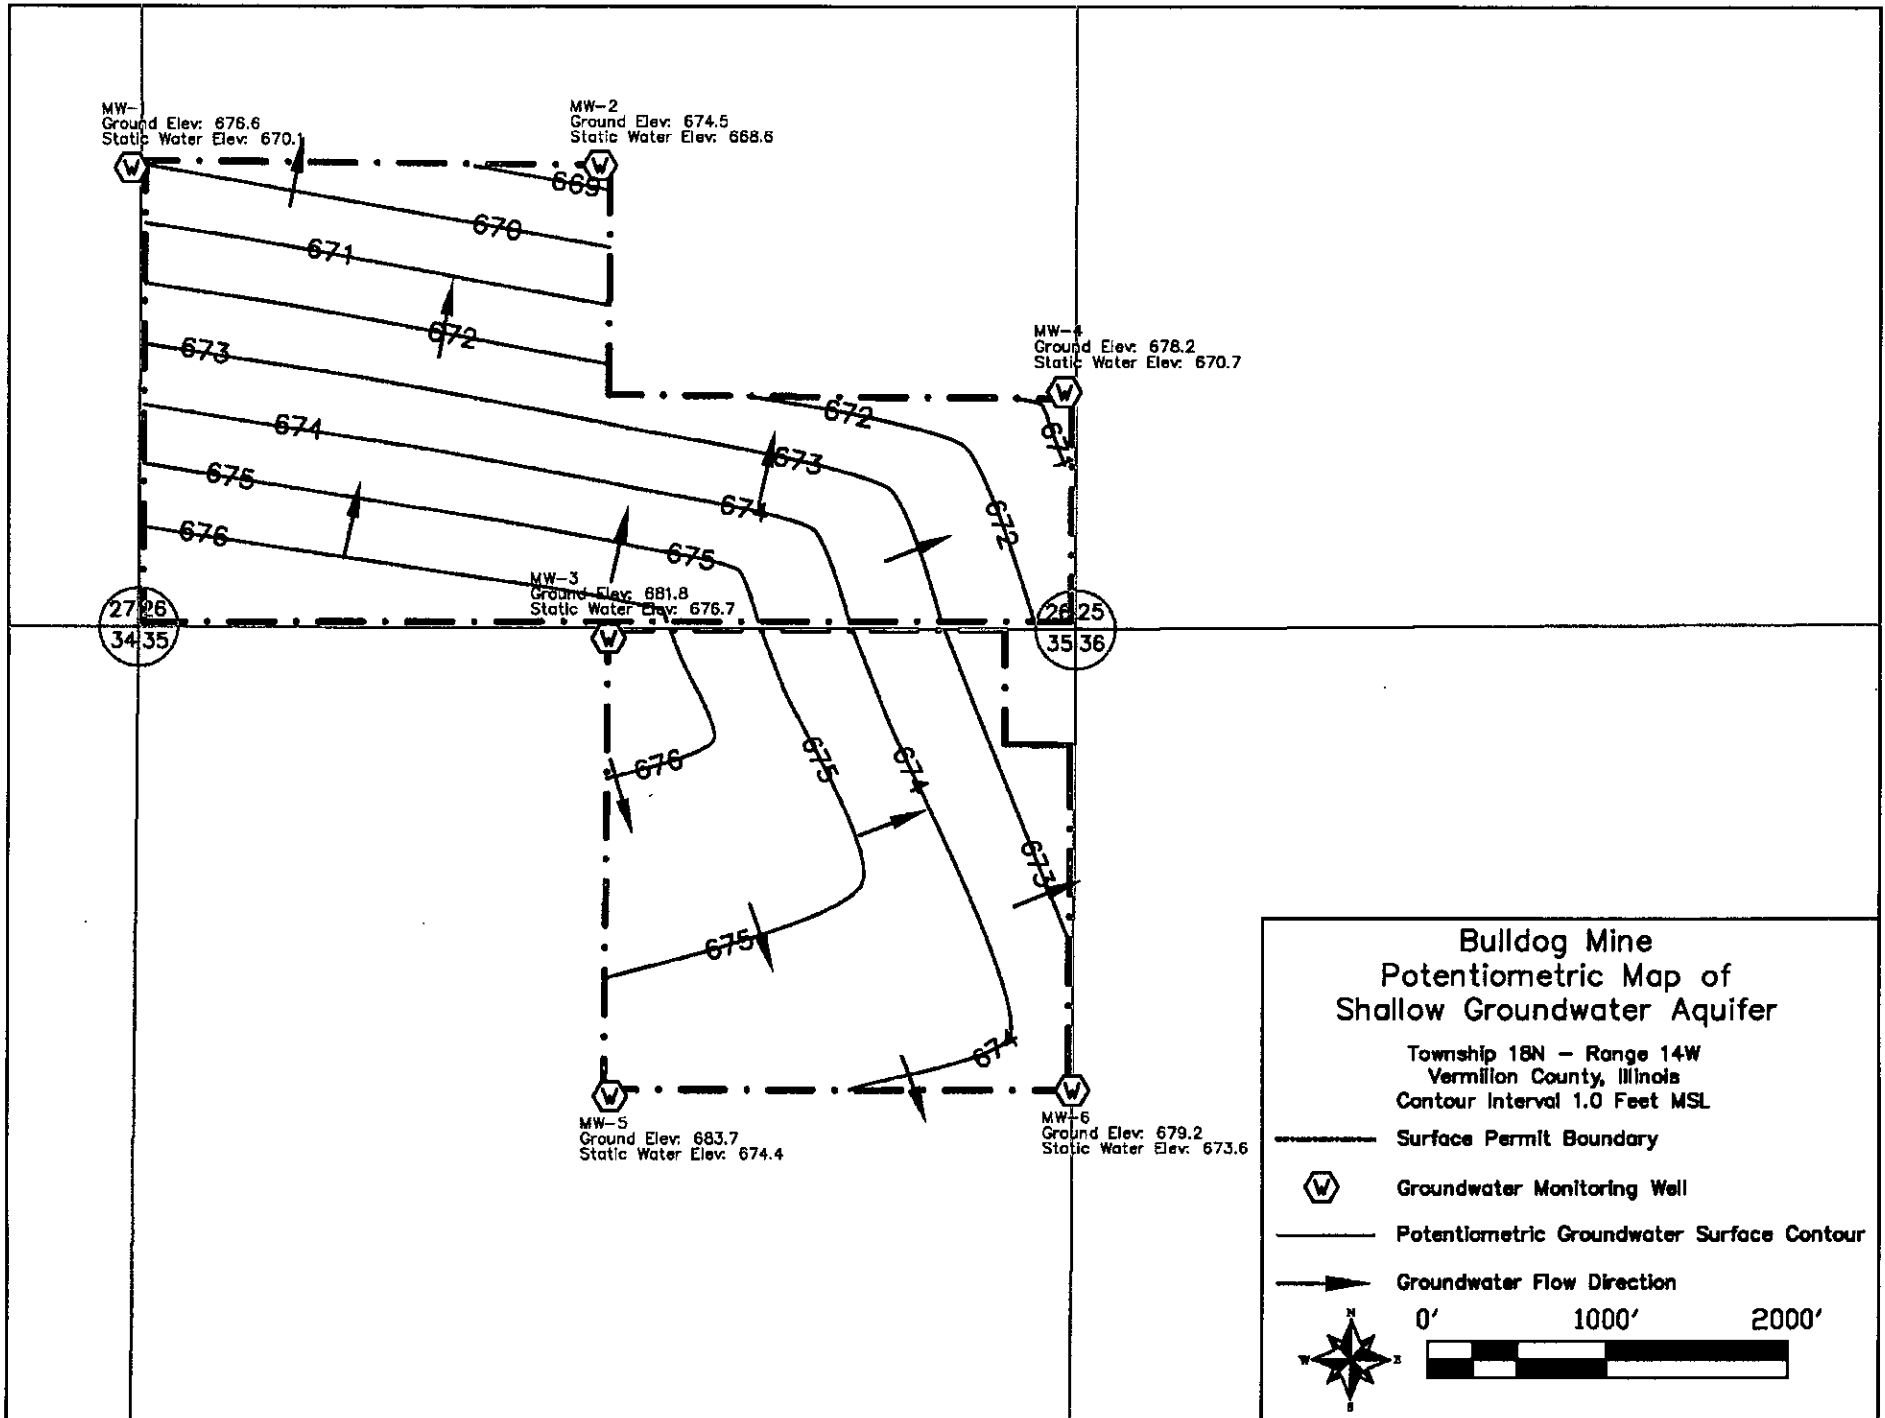 MW-
Ground Elev: 676.6
Static Water Elev: 670.1
W
MW-2
Ground Elev: 674.5
Static Water Elev: 668.6
W
669
670
671
672
673
674
675
676
MW-4
Ground Elev: 678.2
Static Water Elev: 670.7
W
672
671
673
674
672
675
MW-3
Ground Elev: 681.8
Static Water Elev: 676.7
W
27 26
34 35
26 25
35 36
676
675
674
673
675
674
W
MW-5
Ground Elev: 683.7
Static Water Elev: 674.4
W
MW-6
Ground Elev: 679.2
Static Water Elev: 673.6
Bulldog Mine
Potentiometric Map of
Shallow Groundwater Aquifer
Township 18N - Range 14W
Vermilion County, Illinois
Contour Interval 1.0 Feet MSL
Surface Permit Boundary
W
Groundwater Monitoring Well
Potentiometric Groundwater Surface Contour
Groundwater Flow Direction
N
W
E
S
0' 1000' 2000'